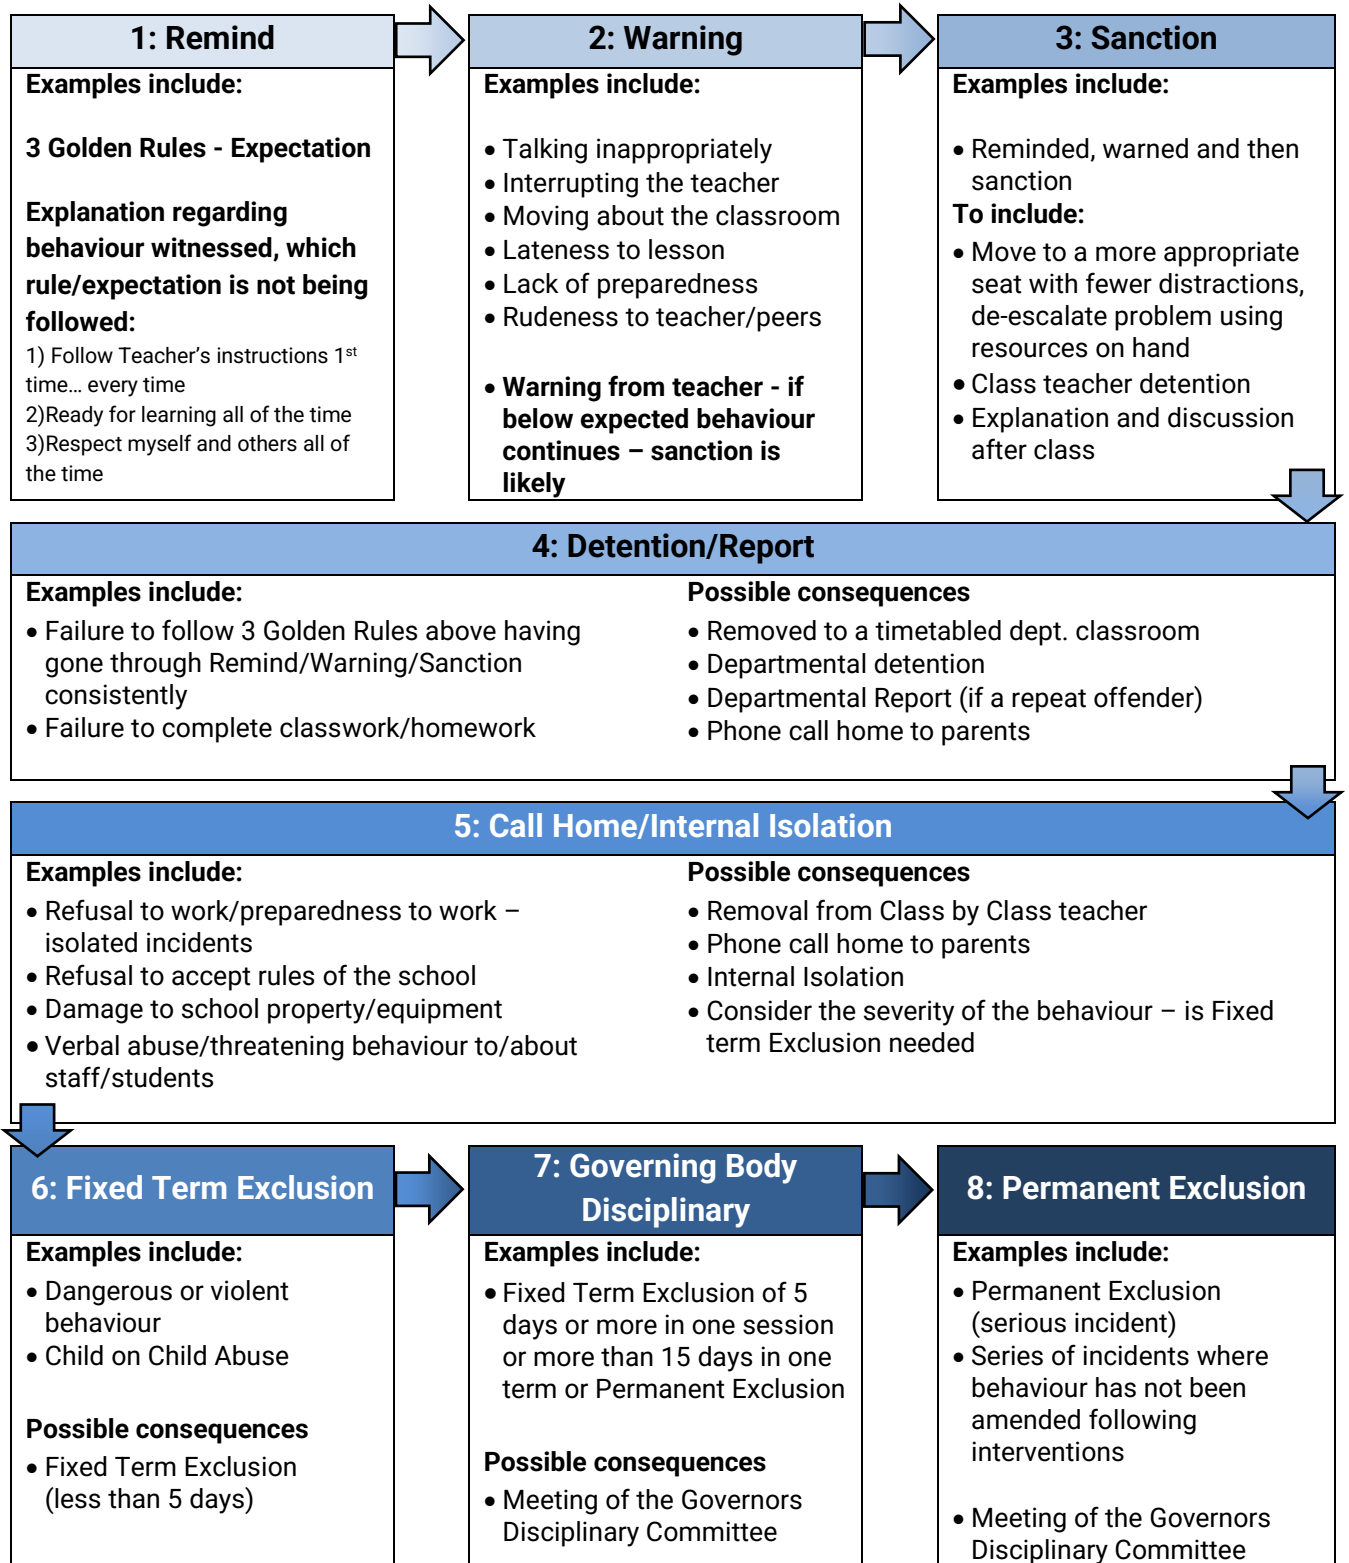 1: Remind
Examples include:
3 Golden Rules - Expectation
Explanation regarding
behaviour witnessed, which
rule/expectation is not being
followed:
1) Follow Teacher’s instructions 1st
time… every time
2)Ready for learning all of the time
3)Respect myself and others all of
the time
2: Warning
Examples include:
• Talking inappropriately
• Interrupting the teacher
• Moving about the classroom
• Lateness to lesson
• Lack of preparedness
• Rudeness to teacher/peers
• Warning from teacher - if
below expected behaviour
continues – sanction is
likely
3: Sanction
Examples include:
• Reminded, warned and then
sanction
To include:
• Move to a more appropriate
seat with fewer distractions,
de-escalate problem using
resources on hand
• Class teacher detention
• Explanation and discussion
after class
4: Detention/Report
Examples include:
• Failure to follow 3 Golden Rules above having
gone through Remind/Warning/Sanction
consistently
• Failure to complete classwork/homework
Possible consequences
• Removed to a timetabled dept. classroom
• Departmental detention
• Departmental Report (if a repeat offender)
• Phone call home to parents
5: Call Home/Internal Isolation
Examples include:
• Refusal to work/preparedness to work –
isolated incidents
• Refusal to accept rules of the school
• Damage to school property/equipment
• Verbal abuse/threatening behaviour to/about
staff/students
Possible consequences
• Removal from Class by Class teacher
• Phone call home to parents
• Internal Isolation
• Consider the severity of the behaviour – is Fixed
term Exclusion needed
6: Fixed Term Exclusion
Examples include:
• Dangerous or violent
behaviour
• Child on Child Abuse
Possible consequences
• Fixed Term Exclusion
(less than 5 days)
7: Governing Body
Disciplinary
Examples include:
• Fixed Term Exclusion of 5
days or more in one session
or more than 15 days in one
term or Permanent Exclusion
Possible consequences
• Meeting of the Governors
Disciplinary Committee
8: Permanent Exclusion
Examples include:
• Permanent Exclusion
(serious incident)
• Series of incidents where
behaviour has not been
amended following
interventions
• Meeting of the Governors
Disciplinary Committee